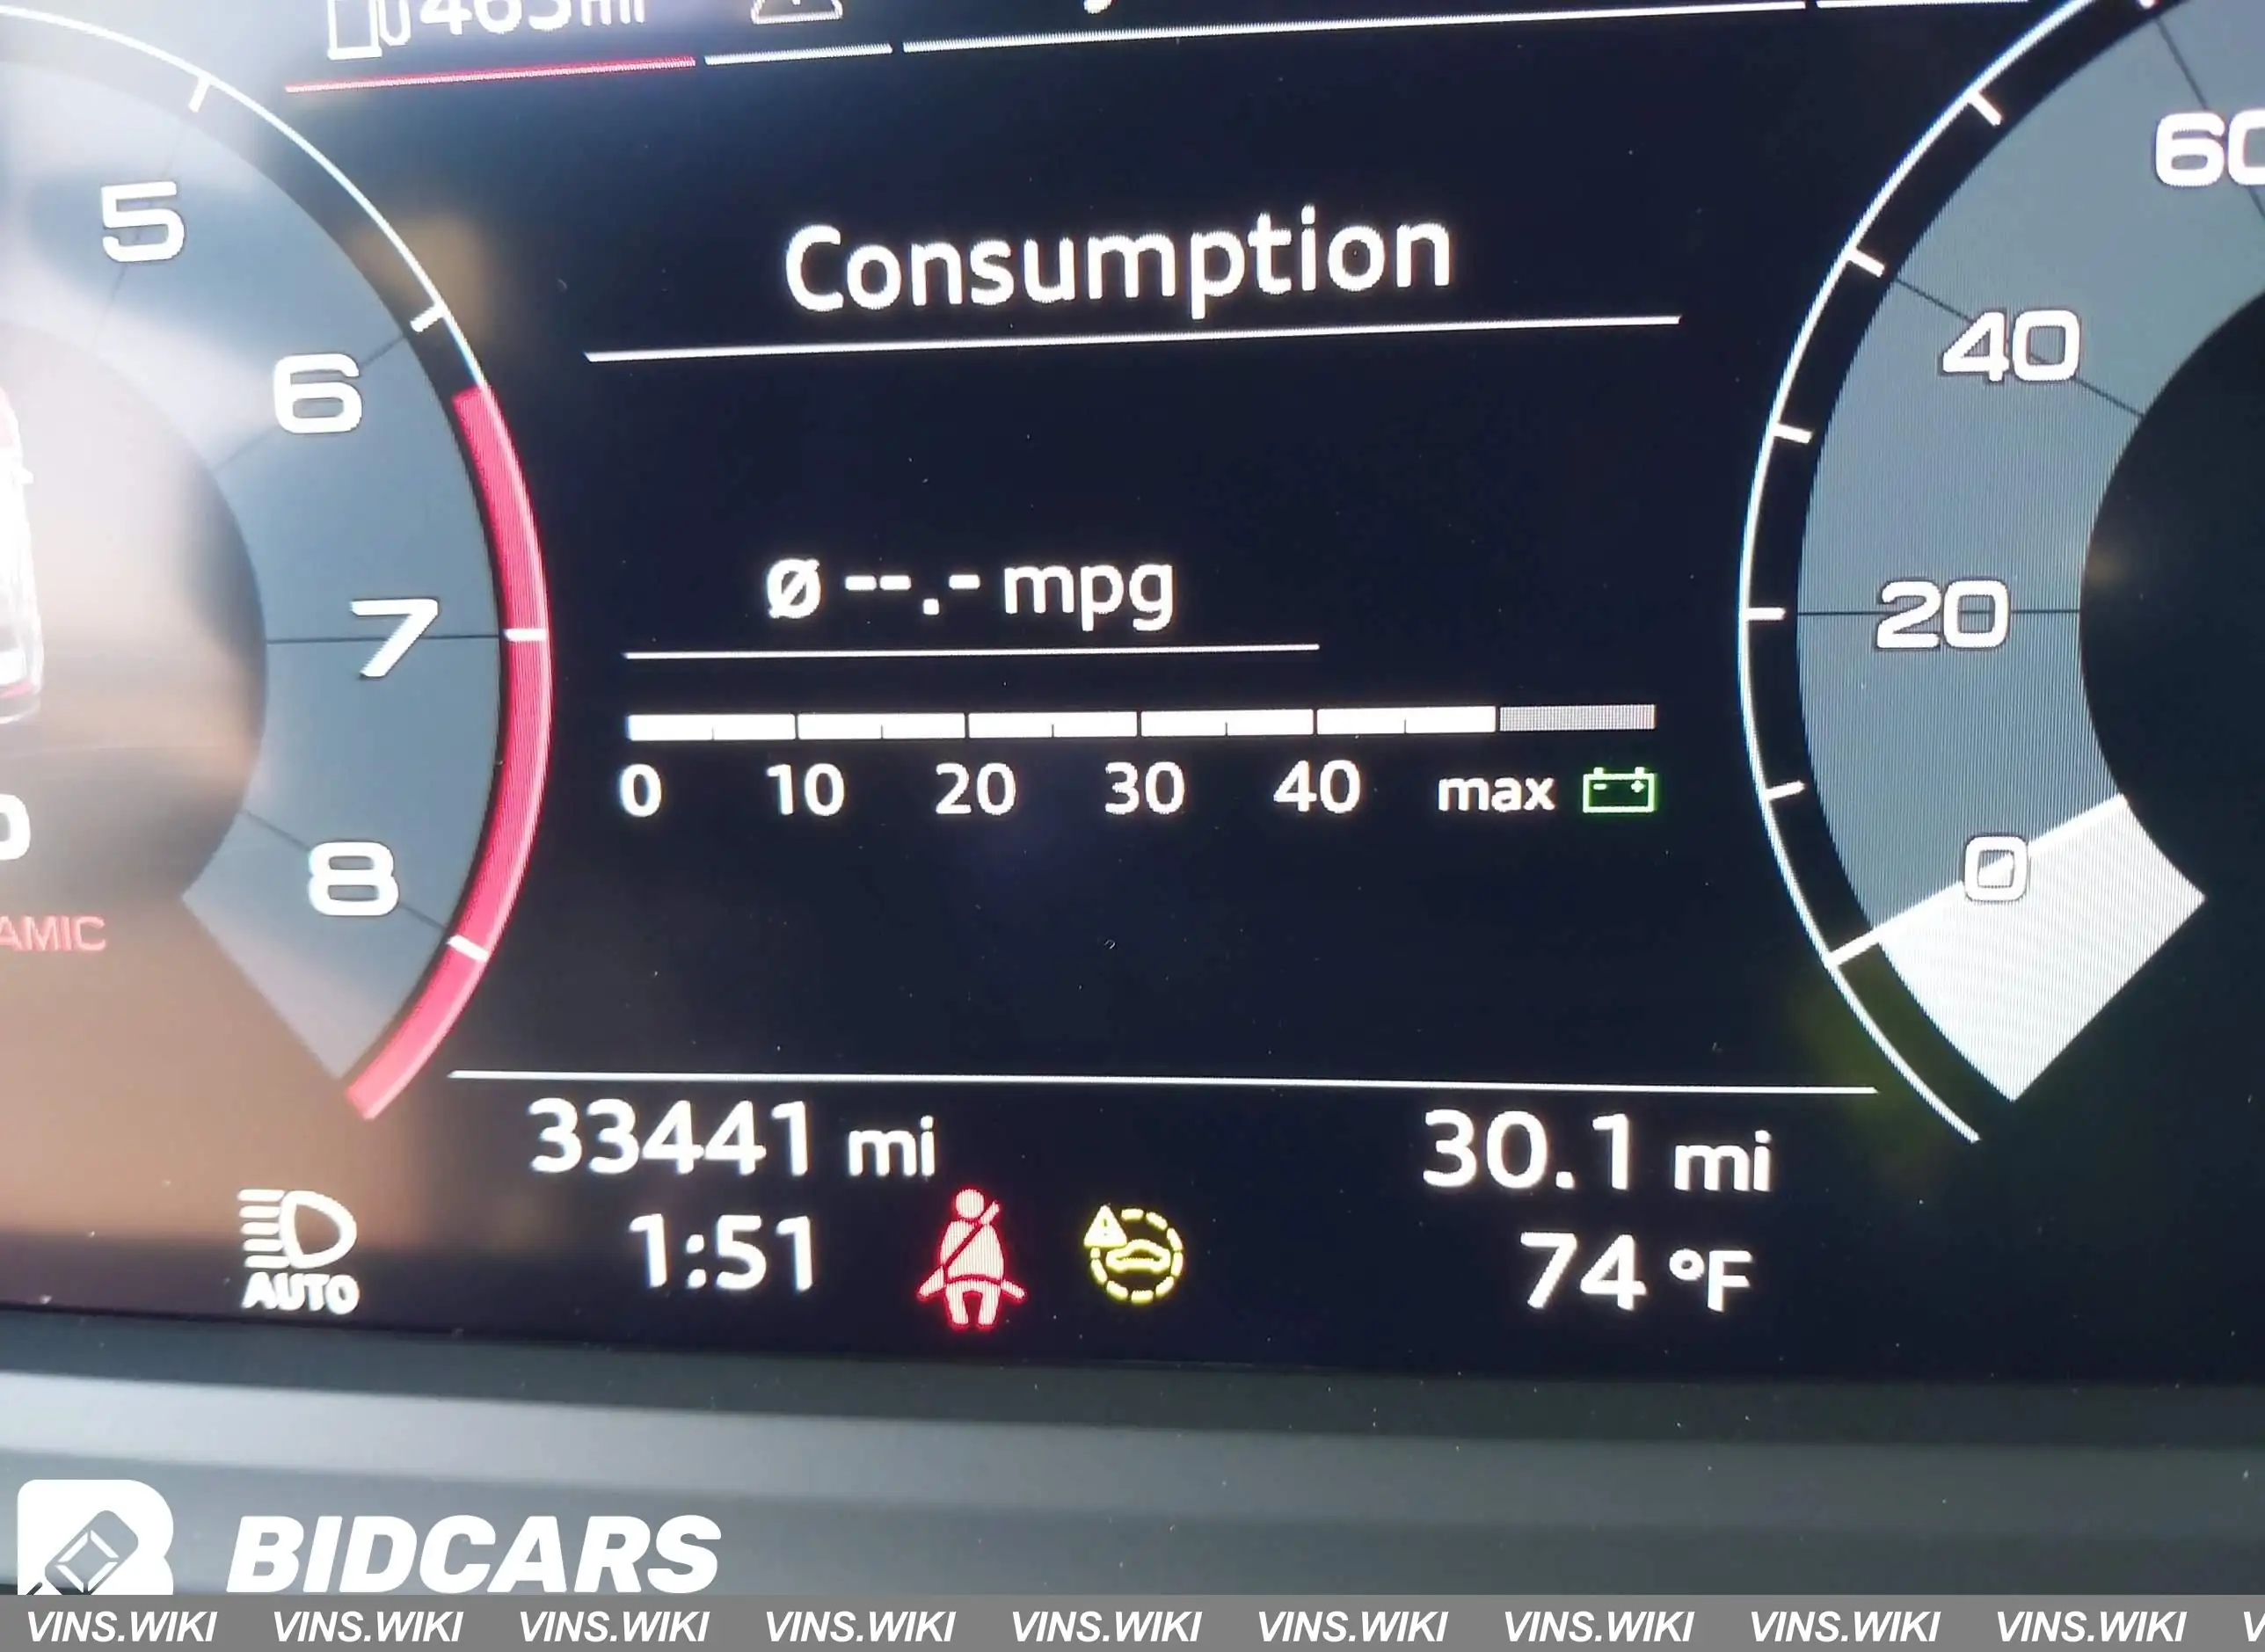 Consumption
5
6
7
8
60
40
20
0
ø --.- mpg
0 10 20 30 40 max
AMIC
33441 mi
30.1 mi
AUTO
1:51
74 °F
BIDCARS
VINS.WIKI VINS.WIKI VINS.WIKI VINS.WIKI VINS.WIKI VINS.WIKI VINS.WIKI VINS.WIKI VINS.WIKI